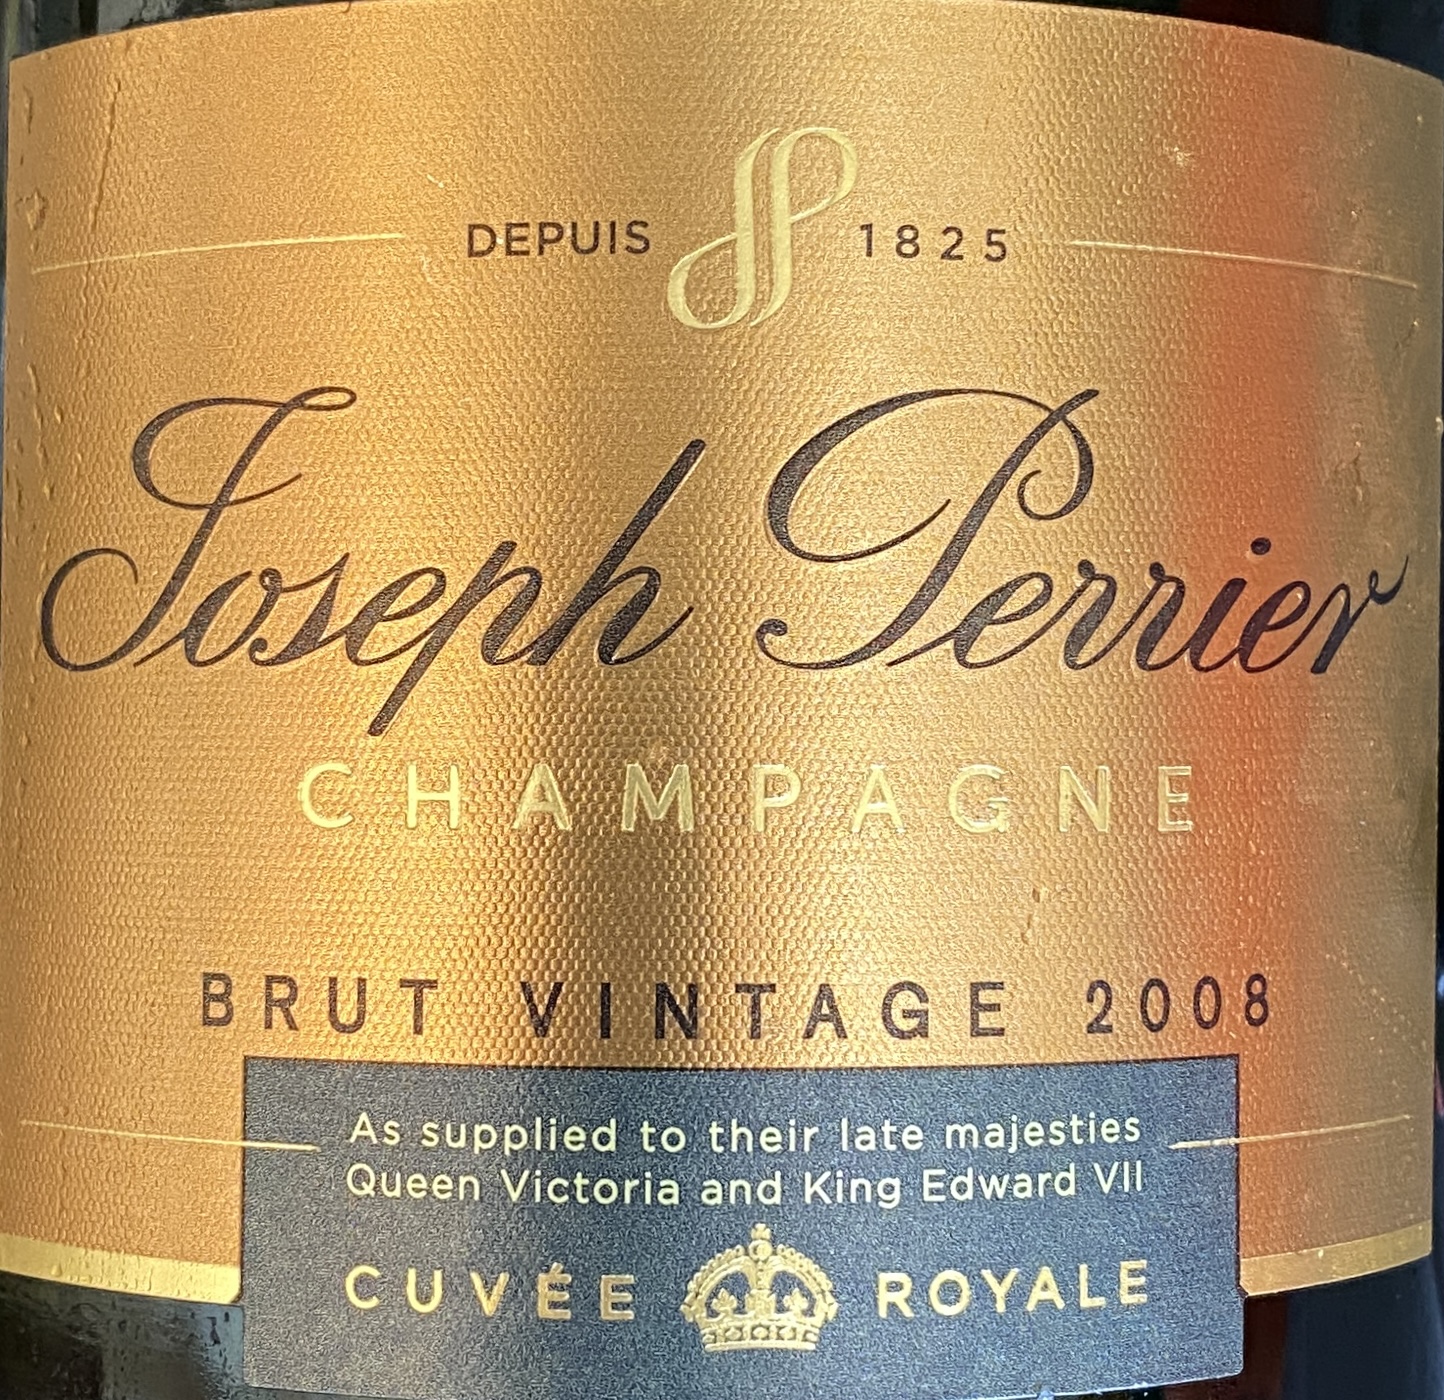 DEPUIS JP 1825
Joseph Perrier
CHAMPAGNE
BRUT VINTAGE 2008
As supplied to their late majesties
Queen Victoria and King Edward VII
CUVÉE ROYALE